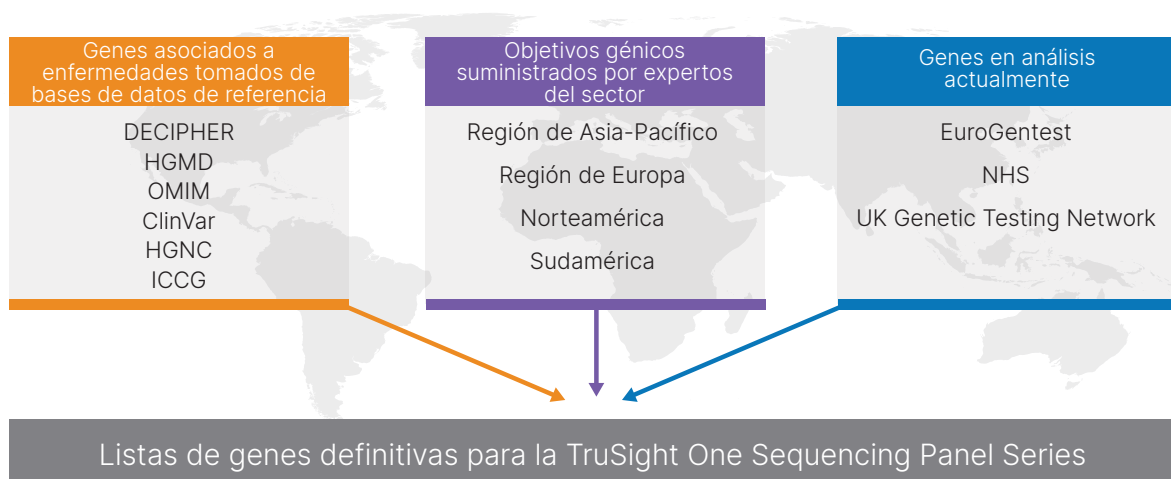 Genes asociados a
enfermedades tomados de
bases de datos de referencia
DECIPHER
HGMD
OMIM
ClinVar
HGNC
ICCG
Objetivos génicos
suministrados por expertos
del sector
Región de Asia-Pacífico
Región de Europa
Norteamérica
Sudamérica
Genes en análisis
actualmente
EuroGentest
NHS
UK Genetic Testing Network
Listas de genes definitivas para la TruSight One Sequencing Panel Series